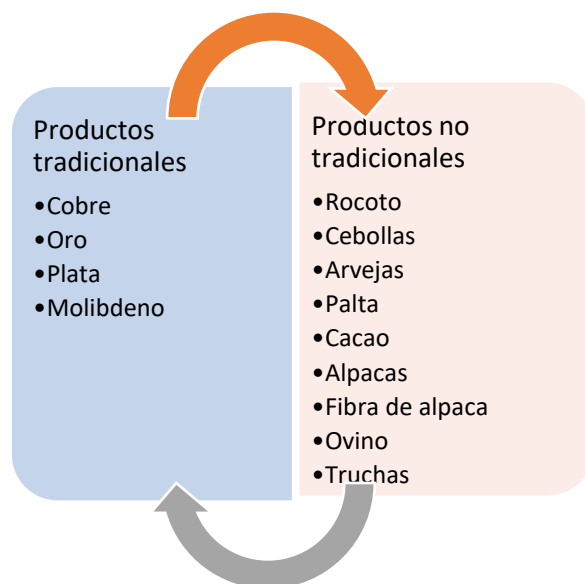 Productos
tradicionales
•Cobre
•Oro
•Plata
•Molibdeno
Productos no
tradicionales
•Rocoto
•Cebollas
•Arvejas
•Palta
•Cacao
•Alpacas
•Fibra de alpaca
•Ovino
•Truchas